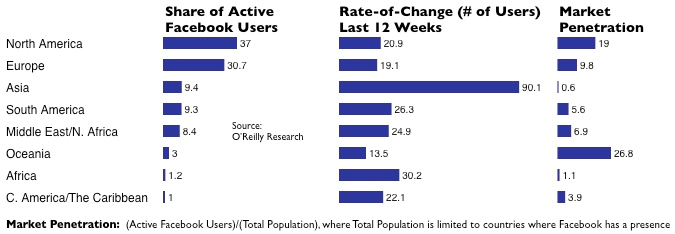 Share of Active Facebook Users
Rate-of-Change (# of Users) Last 12 Weeks
Market Penetration
North America 37 20.9 19
Europe 30.7 19.1 9.8
Asia 9.4 90.1 0.6
South America 9.3 26.3 5.6
Middle East/N. Africa 8.4 24.9 6.9
Source:
O'Reilly Research
Oceania 3 13.5 26.8
Africa 1.2 30.2 1.1
C. America/The Caribbean 1 22.1 3.9
Market Penetration: (Active Facebook Users)/(Total Population), where Total Population is limited to countries where Facebook has a presence